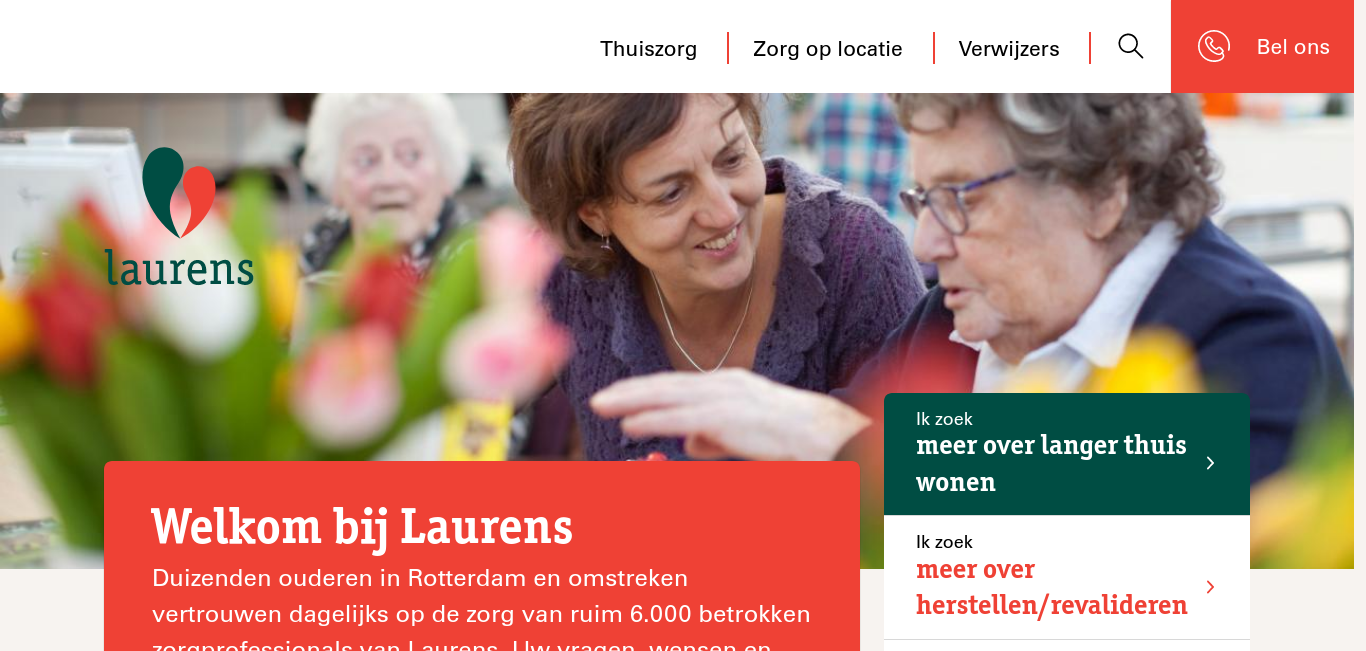 Thuiszorg
Zorg op locatie
Verwijzers
Bel ons
laurens
Ik zoek
meer over langer thuis
wonen
Welkom bij Laurens
Duizenden ouderen in Rotterdam en omstreken
vertrouwen dagelijks op de zorg van ruim 6.000 betrokken
zorgprofessionals van Laurens. Uw vragen, wensen en
Ik zoek
meer over
herstellen/revalideren